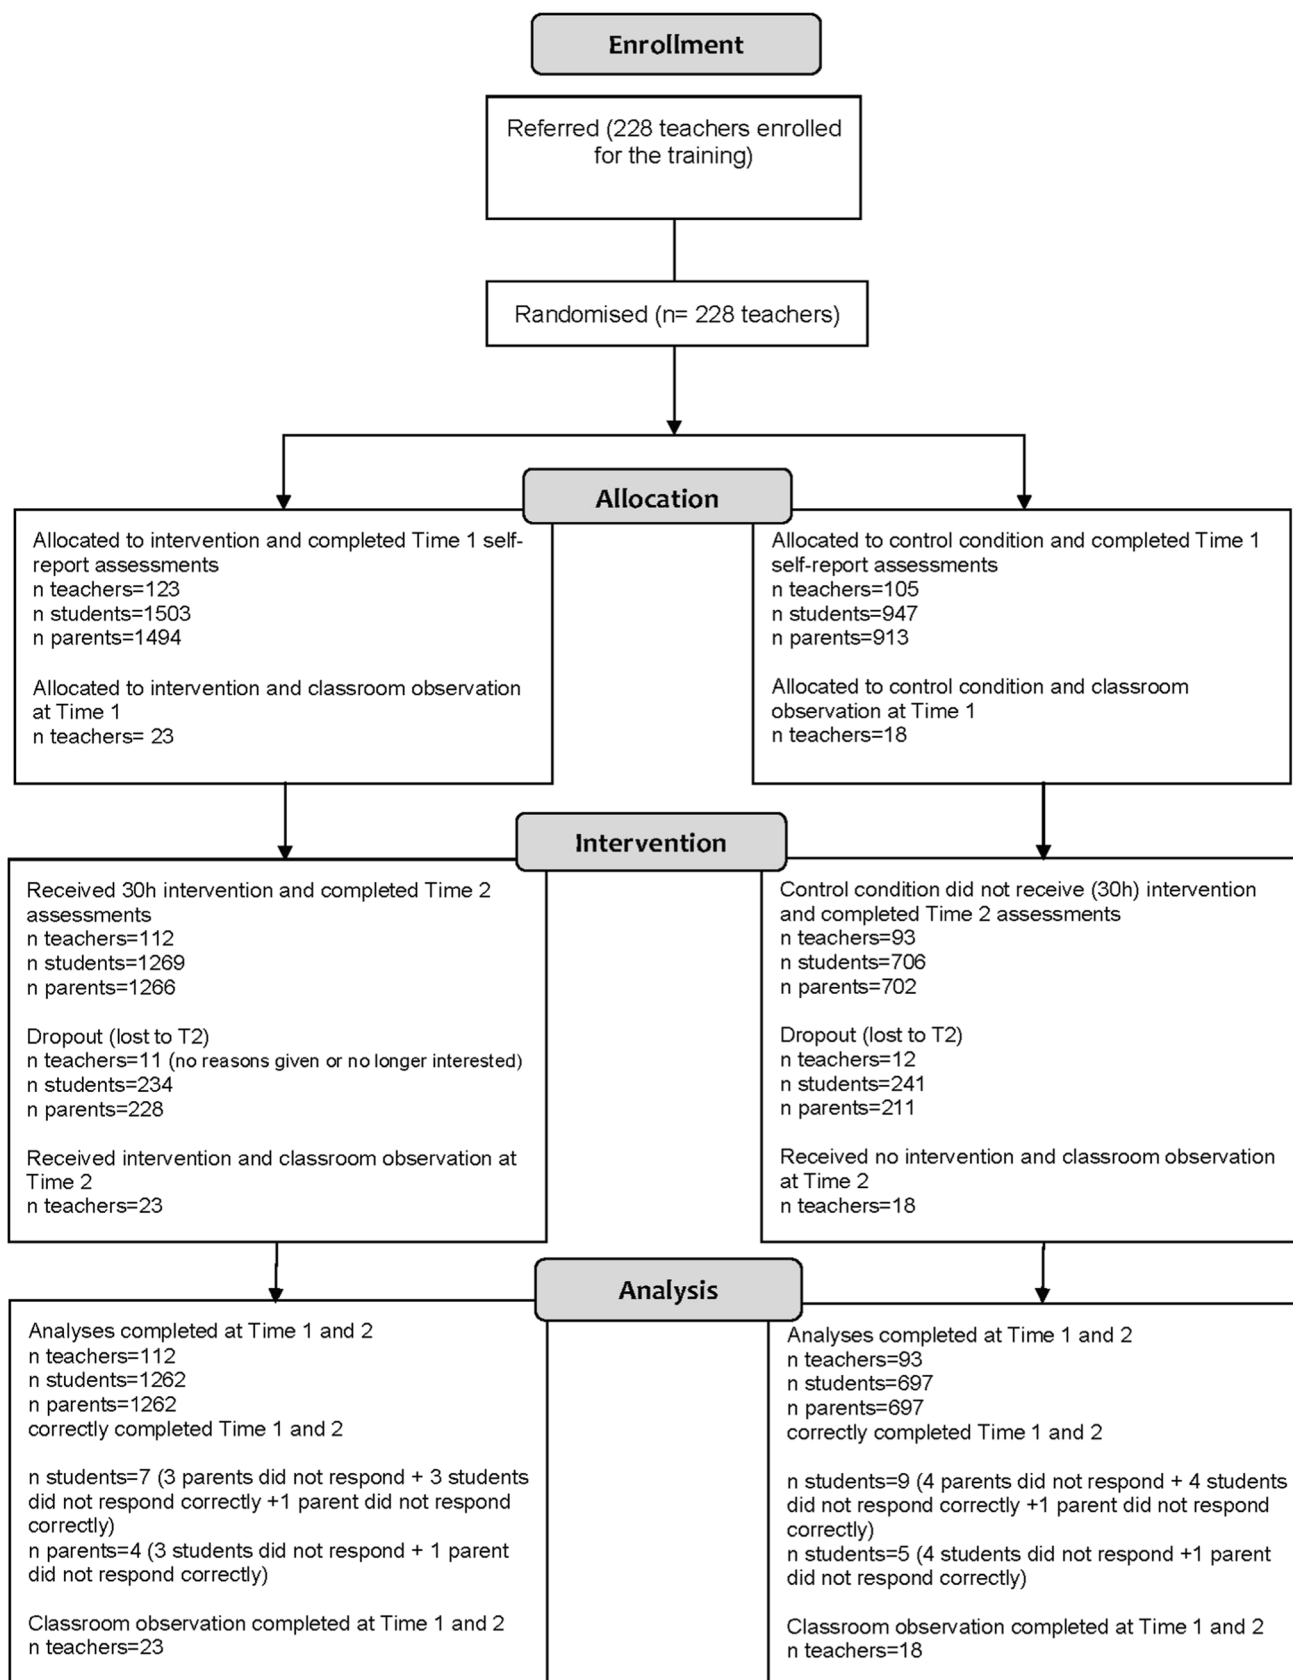 Enrollment
Referred (228 teachers enrolled
for the training)
Randomised (n= 228 teachers)
Allocation
Allocated to intervention and completed Time 1 self-
report assessments
n teachers=123
n students=1503
n parents=1494
Allocated to intervention and classroom observation
at Time 1
n teachers= 23
Allocated to control condition and completed Time 1
self-report assessments
n teachers=105
n students=947
n parents=913
Allocated to control condition and classroom
observation at Time 1
n teachers=18
Intervention
Received 30h intervention and completed Time 2
assessments
n teachers=112
n students=1269
n parents=1266
Dropout (lost to T2)
n teachers=11 (no reasons given or no longer interested)
n students=234
n parents=228
Received intervention and classroom observation at
Time 2
n teachers=23
Control condition did not receive (30h) intervention
and completed Time 2 assessments
n teachers=93
n students=706
n parents=702
Dropout (lost to T2)
n teachers=12
n students=241
n parents=211
Received no intervention and classroom observation
at Time 2
n teachers=18
Analysis
Analyses completed at Time 1 and 2
n teachers=112
n students=1262
n parents=1262
correctly completed Time 1 and 2
n students=7 (3 parents did not respond + 3 students
did not respond correctly +1 parent did not respond
correctly)
n parents=4 (3 students did not respond + 1 parent
did not respond correctly)
Classroom observation completed at Time 1 and 2
n teachers=23
Analyses completed at Time 1 and 2
n teachers=93
n students=697
n parents=697
correctly completed Time 1 and 2
n students=9 (4 parents did not respond + 4 students
did not respond correctly +1 parent did not respond
correctly)
n students=5 (4 students did not respond +1 parent
did not respond correctly)
Classroom observation completed at Time 1 and 2
n teachers=18